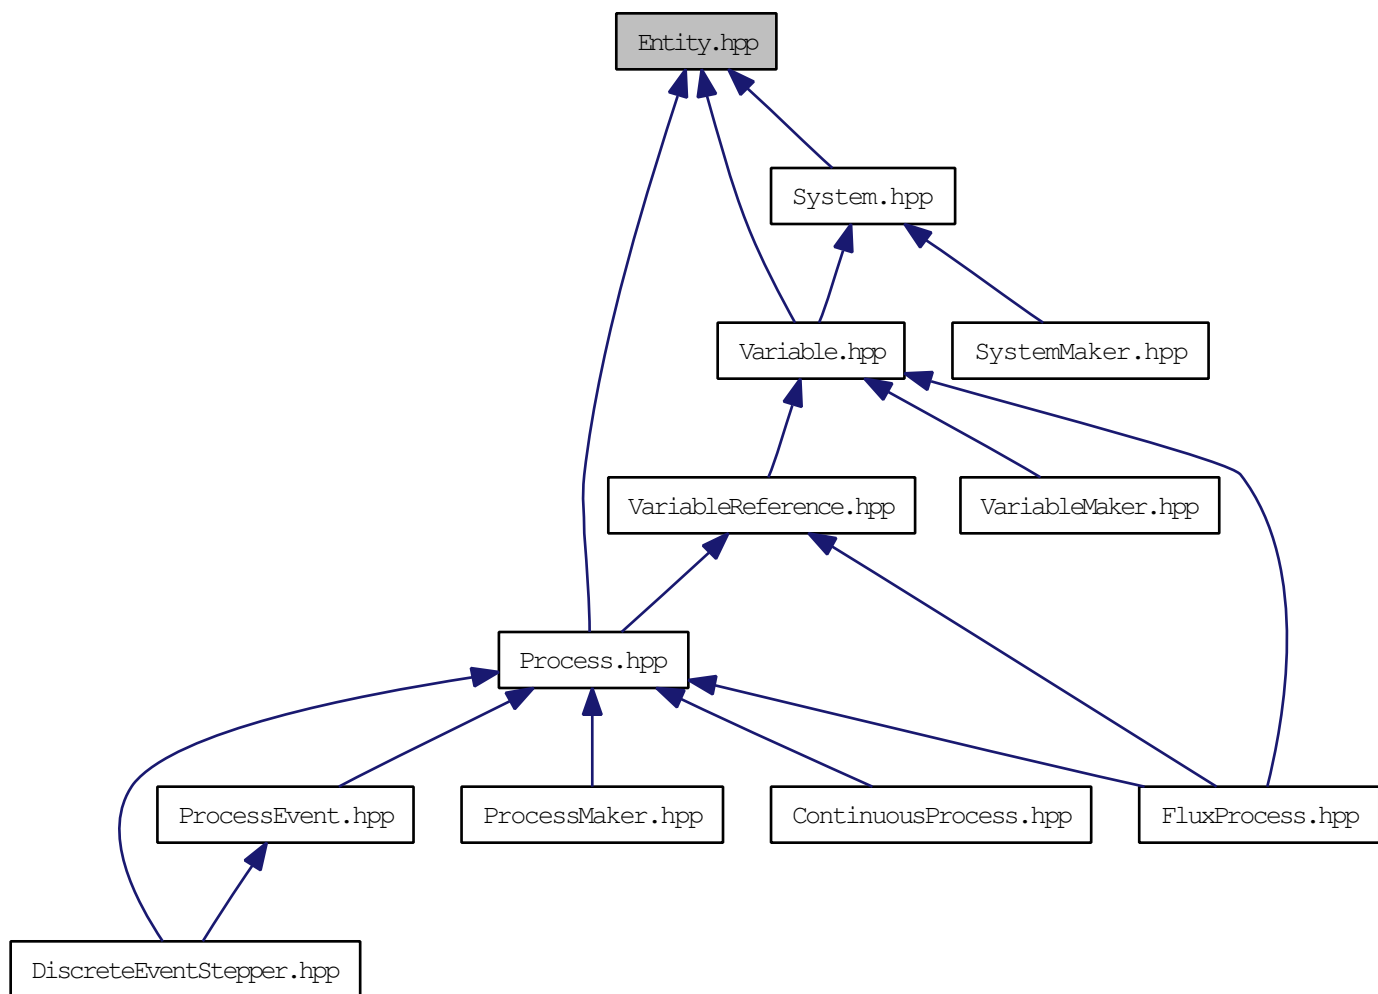 Entity.hpp
System.hpp
Variable.hpp
SystemMaker.hpp
VariableReference.hpp
VariableMaker.hpp
Process.hpp
ProcessEvent.hpp
ProcessMaker.hpp
ContinuousProcess.hpp
FluxProcess.hpp
DiscreteEventStepper.hpp